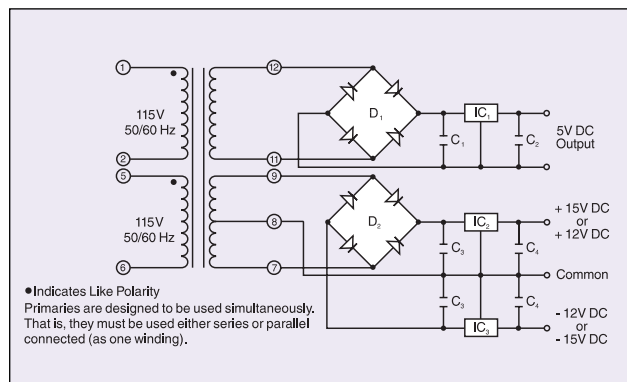 1
12
115V
50/60 Hz
D1
IC1
C1
C2
5V DC
Output
2
11
5
9
115V
50/60 Hz
8
D2
IC2
+ 15V DC
or
+ 12V DC
C3
C4
6
7
Common
●Indicates Like Polarity
Primaries are designed to be used simultaneously.
That is, they must be used either series or parallel
connected (as one winding).
C3
C4
IC3
- 12V DC
or
- 15V DC